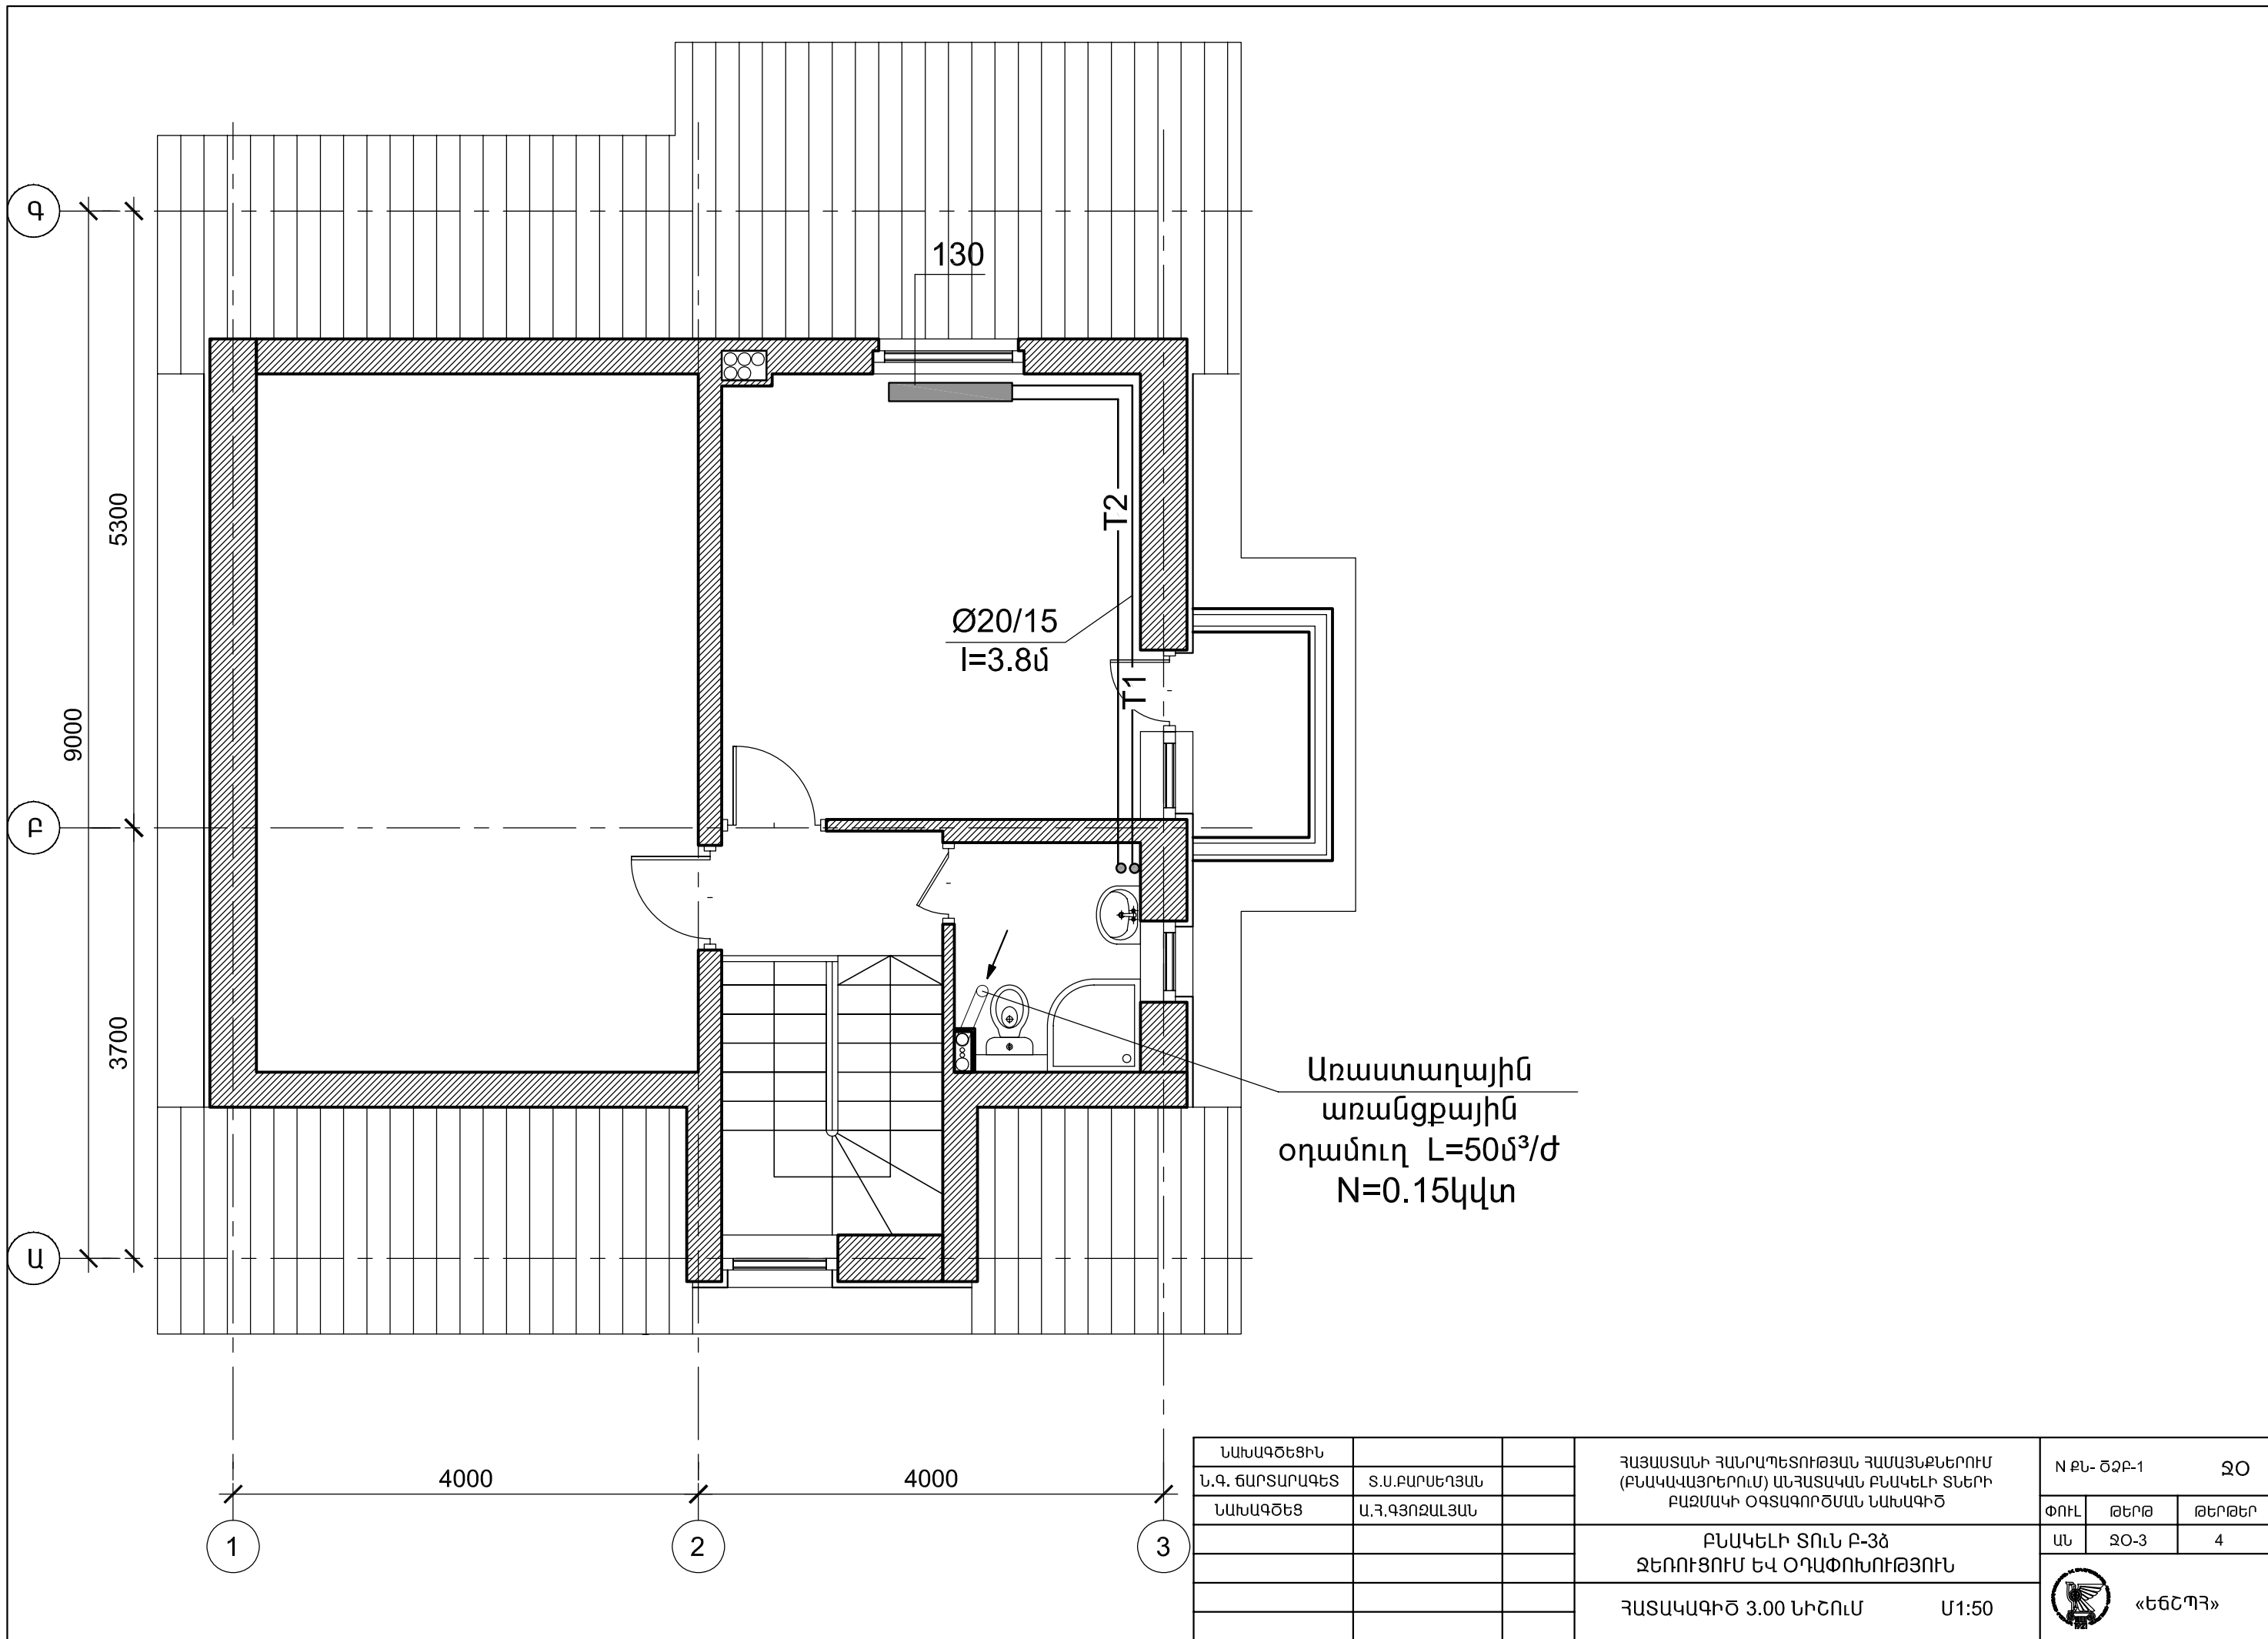 Գ
130
5300
T2
Ø20/15
l=3.8մ
T1
9000
Բ
3700
Առաստաղային
առանցքային
օդամուղ L=50մ³/ժ
N=0.15կվտ
Ա
4000
4000
1
2
3
ՆԱԽԱԳԾԵՑԻՆ
Ն.Գ. ՃԱՐՏԱՐԱԳԵՏ Տ.Ս.ԲԱՐՍԵՂՅԱՆ
ՆԱԽԱԳԾԵՑ Ա.Հ.ԳՅՈԶԱԼՅԱՆ
ՀԱՅԱՍՏԱՆԻ ՀԱՆՐԱՊԵՏՈՒԹՅԱՆ ՀԱՄԱՅՆՔՆԵՐՈՒՄ
(ԲՆԱԿԱՎԱՅՐԵՐՈՒՄ) ԱՆՀԱՏԱԿԱՆ ԲՆԱԿԵԼԻ ՏՆԵՐԻ
ԲԱԶՄԱԿԻ ՕԳՏԱԳՈՐԾՄԱՆ ՆԱԽԱԳԻԾ
ԲՆԱԿԵԼԻ ՏՈՒՆ Բ-3ձ
ՋԵՌՈՒՑՈՒՄ ԵՎ ՕԴԱՓՈԽՈՒԹՅՈՒՆ
ՀԱՏԱԿԱԳԻԾ 3.00 ՆԻՇՈՒՄ Մ1:50
N ՔՆ- ԾՁԲ-1 ՋՕ
ՓՈՒԼ ԹԵՐԹ ԹԵՐԹԵՐ
ԱՆ ՋՕ-3 4
«ԵՃՇՊՀ»